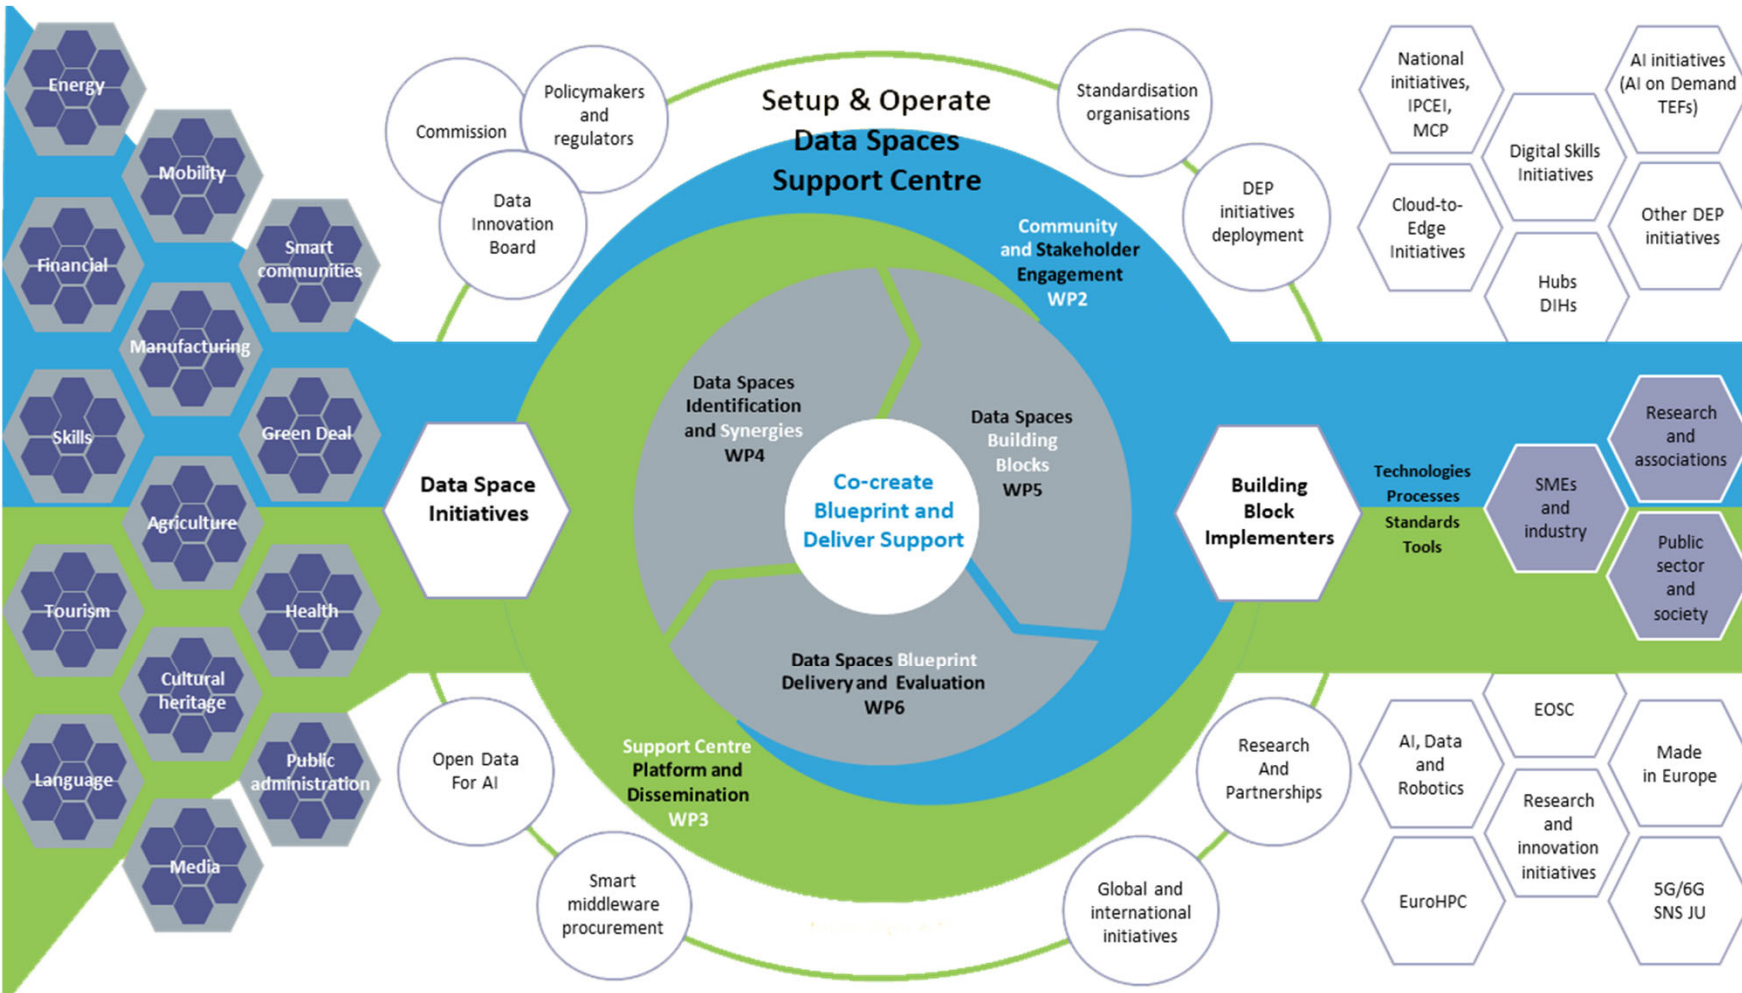 Energy
Mobility
Financial
Smart
communities
Manufacturing
Skills
Green Deal
Agriculture
Tourism
Health
Cultural
heritage
Language
Public
administration
Media
Data Space
Initiatives
Commission
Policymakers
and
regulators
Data
Innovation
Board
Setup & Operate
Data Spaces
Support Centre
Standardisation
organisations
DEP
initiatives
deployment
Community
and Stakeholder
Engagement
WP2
Data Spaces
Identification
and Synergies
WP4
Data Spaces
Building
Blocks
WP5
Co-create
Blueprint and
Deliver Support
Data Spaces Blueprint
Delivery and Evaluation
WP6
Support Centre
Platform and
Dissemination
WP3
Open Data
For AI
Smart
middleware
procurement
Global and
international
initiatives
Research
And
Partnerships
Building
Block
Implementers
Technologies
Processes
Standards
Tools
National
initiatives,
IPCEI,
MCP
AI initiatives
(AI on Demand
TEFs)
Digital Skills
Initiatives
Cloud-to-
Edge
Initiatives
Other DEP
initiatives
Hubs
DIHs
Research
and
associations
SMEs
and
industry
Public
sector
and
society
EOSC
AI, Data
and
Robotics
Made
in Europe
Research
and
innovation
initiatives
EuroHPC
5G/6G
SNS JU